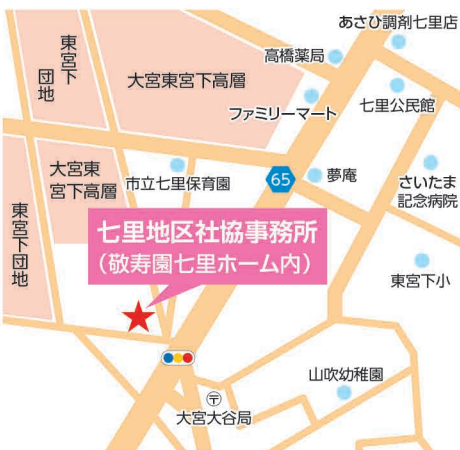 あさひ調剤七里店
高橋薬局
東宮下
団地
大宮東宮下高層
ファミリーマート
七里公民館
大宮東
宮下高層
市立七里保育園
65
夢庵
さいたま
記念病院
東宮下団地
七里地区社協事務所
（敬寿園七里ホーム内）
東宮下小
山吹幼稚園
〒
大宮大谷局